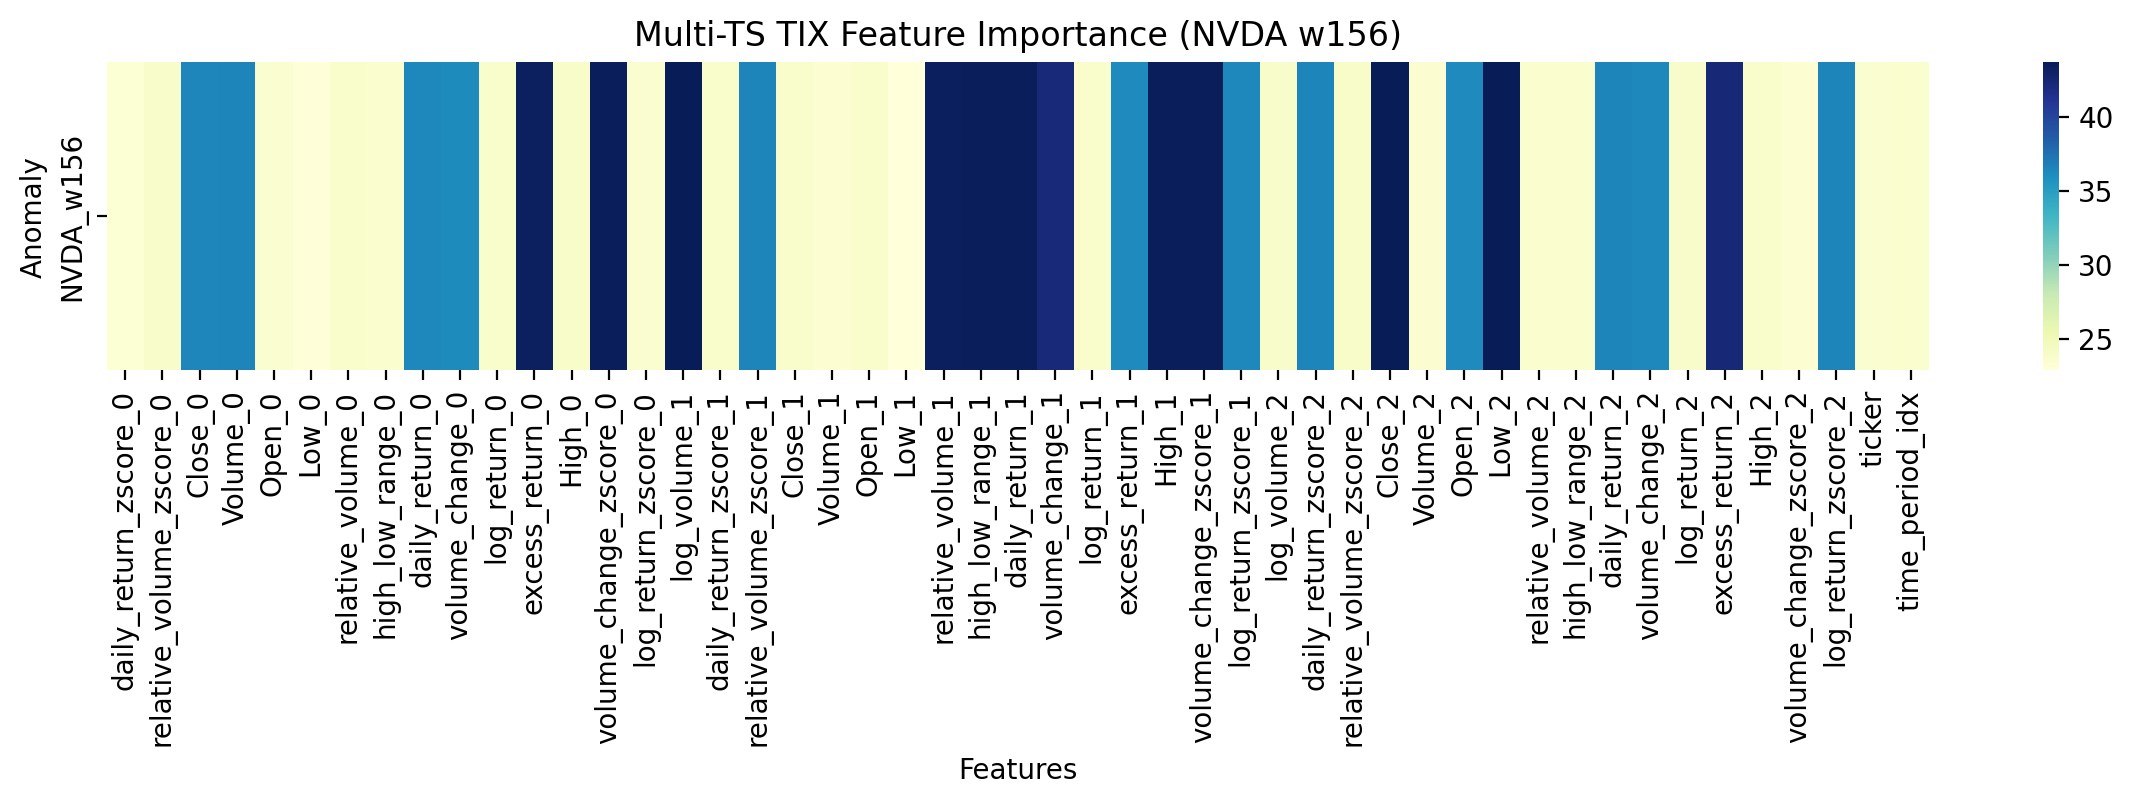 Multi-TS TIX Feature Importance (NVDA w156)
Anomaly
NVDA_w156
40
35
30
25
daily_return_zscore_0
relative_volume_zscore_0
Close_0
Volume_0
Open_0
Low_0
relative_volume_0
high_low_range_0
daily_return_0
volume_change_0
log_return_0
excess_return_0
High_0
volume_change_zscore_0
log_return_zscore_0
log_volume_1
daily_return_zscore_1
relative_volume_zscore_1
Close_1
Volume_1
Open_1
Low_1
relative_volume_1
high_low_range_1
daily_return_1
volume_change_1
log_return_1
excess_return_1
High_1
volume_change_zscore_1
log_return_zscore_1
log_volume_2
daily_return_zscore_2
relative_volume_zscore_2
Close_2
Volume_2
Open_2
Low_2
relative_volume_2
high_low_range_2
daily_return_2
volume_change_2
log_return_2
excess_return_2
High_2
volume_change_zscore_2
log_return_zscore_2
ticker
time_period_idx
Features